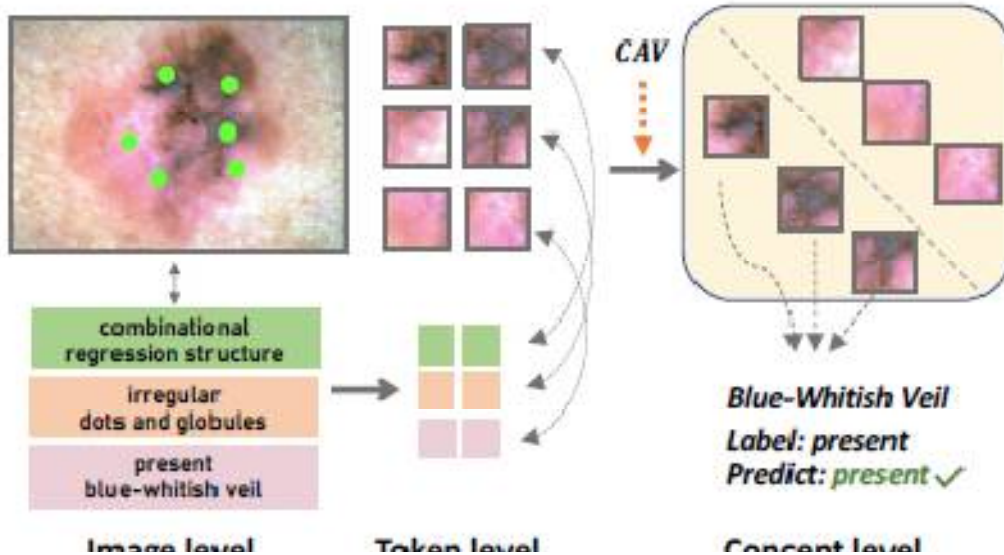 CAV
combinational
regression structure
irregular
dots and globules
present
blue-whitish veil
Blue-Whitish Veil
Label: present
Predict: present ✓
Image level
Token level
Concept level